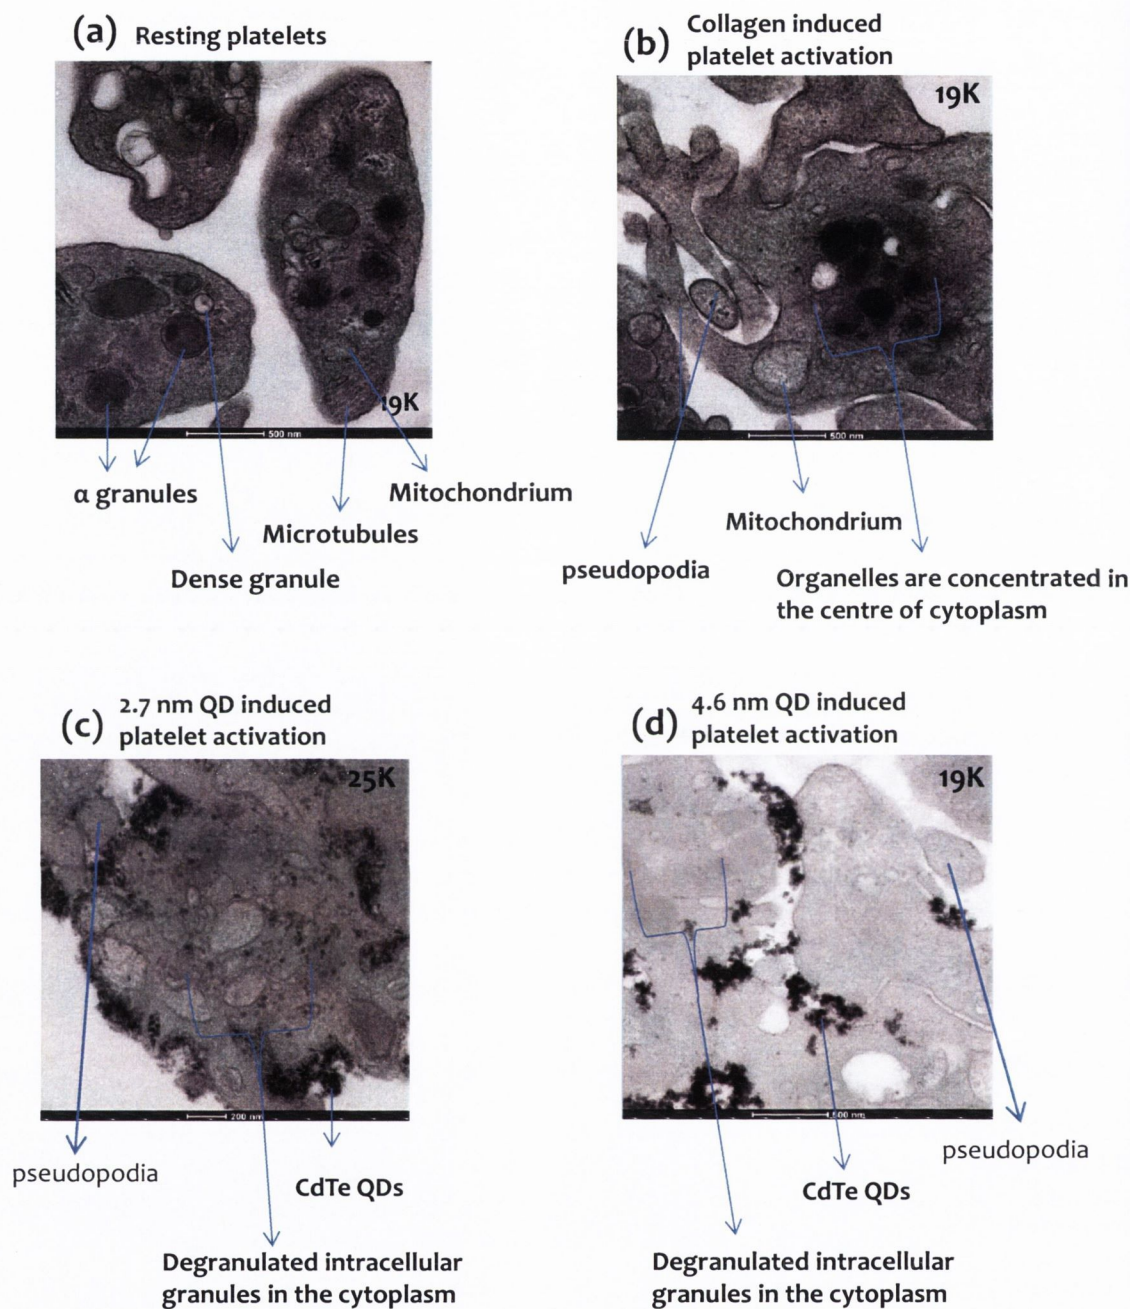 (a) Resting platelets
19K
500 nm
α granules
Mitochondrium
Microtubules
Dense granule
(b) Collagen induced
platelet activation
19K
500 nm
pseudopodia
Mitochondrium
Organelles are concentrated in
the centre of cytoplasm
(c) 2.7 nm QD induced
platelet activation
25K
200 nm
pseudopodia
CdTe QDs
Degranulated intracellular
granules in the cytoplasm
(d) 4.6 nm QD induced
platelet activation
19K
500 nm
pseudopodia
CdTe QDs
Degranulated intracellular
granules in the cytoplasm